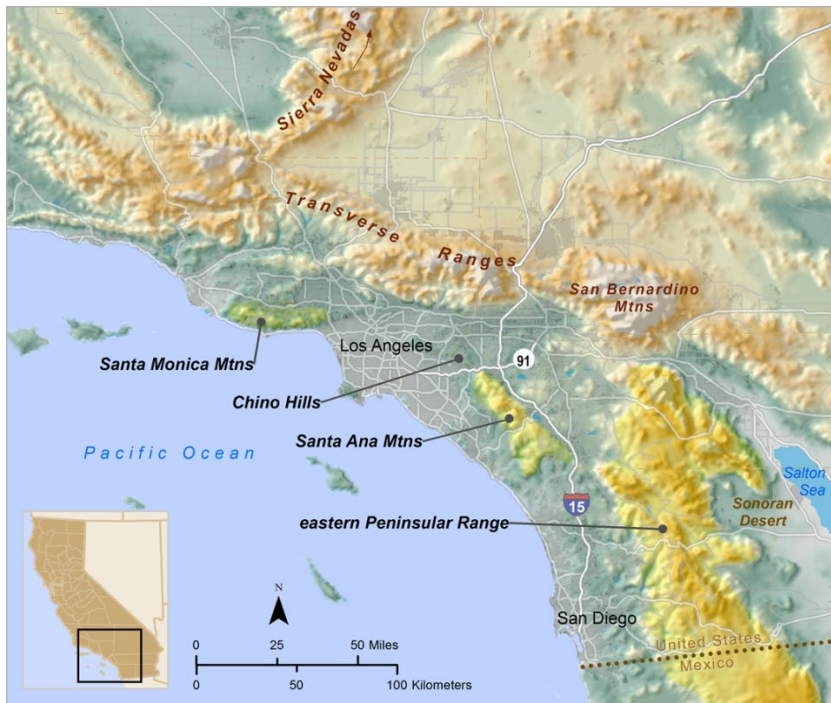 Sierra Nevadas
Transverse Ranges
San Bernardino
Mtns
Los Angeles
Santa Monica Mtns
91
Chino Hills
Santa Ana Mtns
Pacific Ocean
Salton
Sea
Sonoran
Desert
15
eastern Peninsular Range
N
San Diego
United States
Mexico
0 25 50 Miles
0 50 100 Kilometers